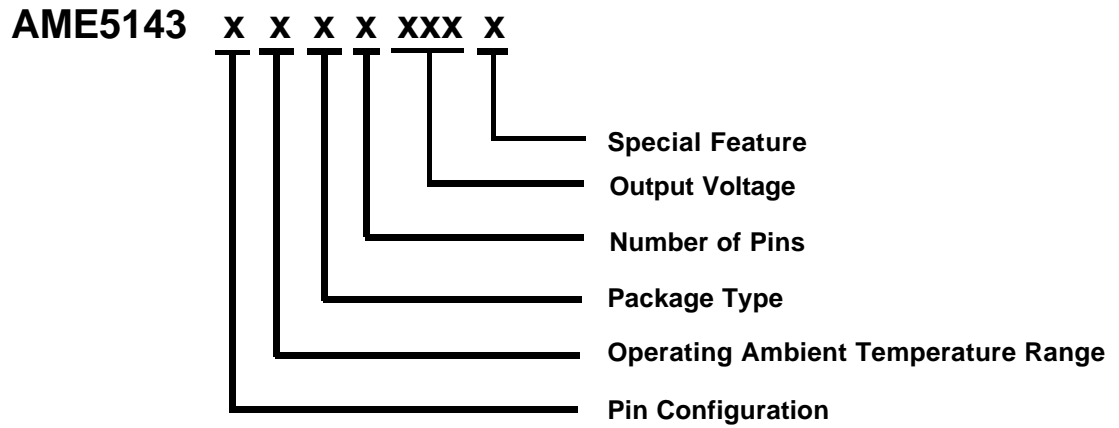 AME5143 x x x x xxx x
Special Feature
Output Voltage
Number of Pins
Package Type
Operating Ambient Temperature Range
Pin Configuration